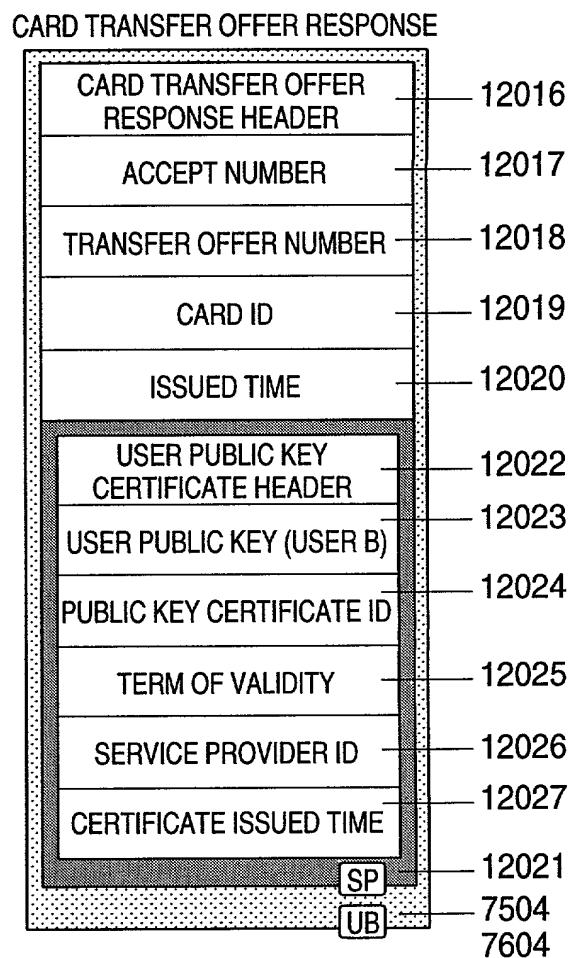 CARD TRANSFER OFFER RESPONSE
CARD TRANSFER OFFER
RESPONSE HEADER
12016
ACCEPT NUMBER
12017
TRANSFER OFFER NUMBER
12018
CARD ID
12019
ISSUED TIME
12020
USER PUBLIC KEY
CERTIFICATE HEADER
12022
USER PUBLIC KEY (USER B)
12023
PUBLIC KEY CERTIFICATE ID
12024
TERM OF VALIDITY
12025
SERVICE PROVIDER ID
12026
CERTIFICATE ISSUED TIME
12027
SP
12021
UB
7504
7604